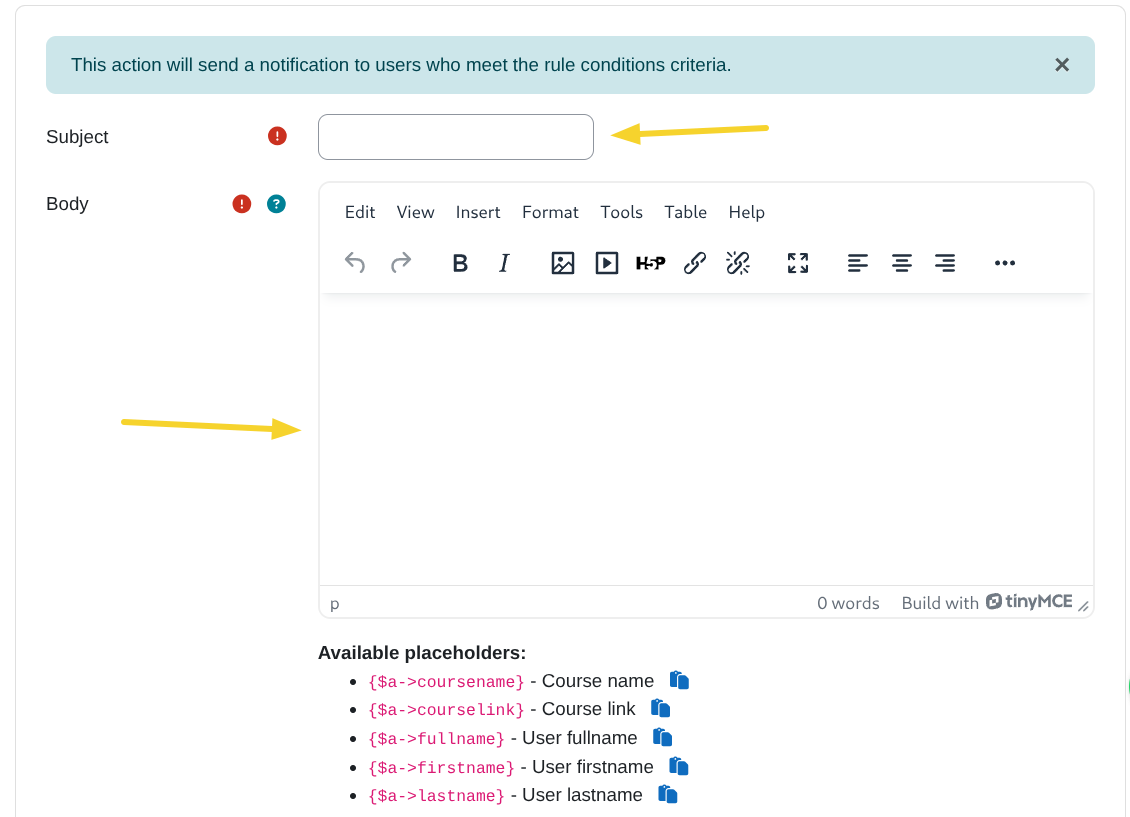 This action will send a notification to users who meet the rule conditions criteria.
Subject
Body
Edit View Insert Format Tools Table Help
B I H5P
p 0 words Build with tinyMCE
Available placeholders:
{$a->coursename} - Course name
{$a->courselink} - Course link
{$a->fullname} - User fullname
{$a->firstname} - User firstname
{$a->lastname} - User lastname